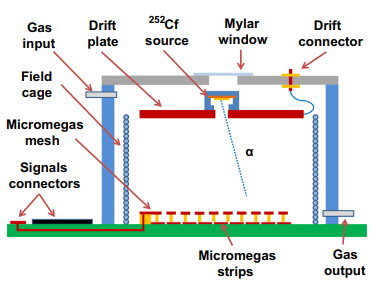 Gas
input
Drift
plate
252Cf
source
Mylar
window
Drift
connector
Field
cage
Micromegas
mesh
Signals
connectors
α
Micromegas
strips
Gas
output